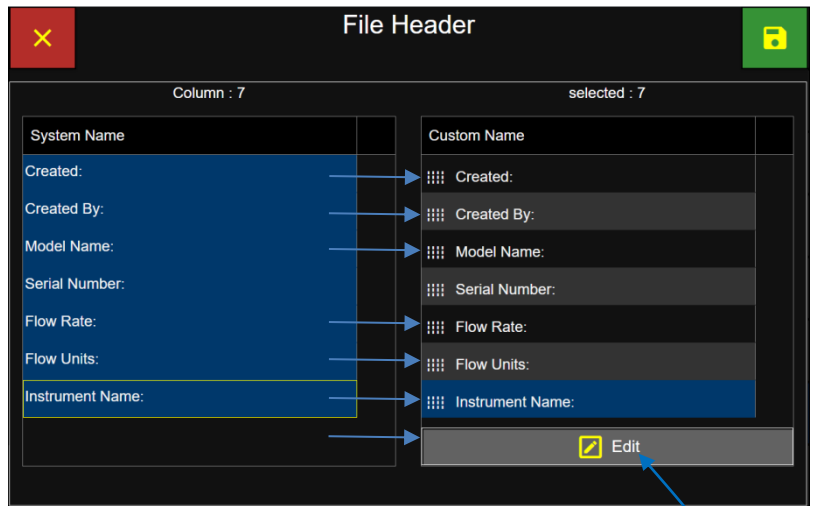 File Header
Column : 7
selected : 7
System Name
Custom Name
Created:
Created:
Created By:
Created By:
Model Name:
Model Name:
Serial Number:
Serial Number:
Flow Rate:
Flow Rate:
Flow Units:
Flow Units:
Instrument Name:
Instrument Name:
Edit